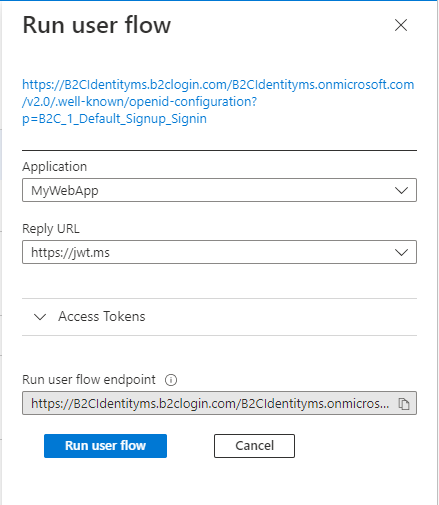 Run user flow
https://B2CIdentityms.b2clogin.com/B2CIdentityms.onmicrosoft.com
/v2.0/.well-known/openid-configuration?
p=B2C_1_Default_Signup_Signin
Application
MyWebApp
Reply URL
https://jwt.ms
Access Tokens
Run user flow endpoint
https://B2CIdentityms.b2clogin.com/B2CIdentityms.onmicros...
Run user flow Cancel